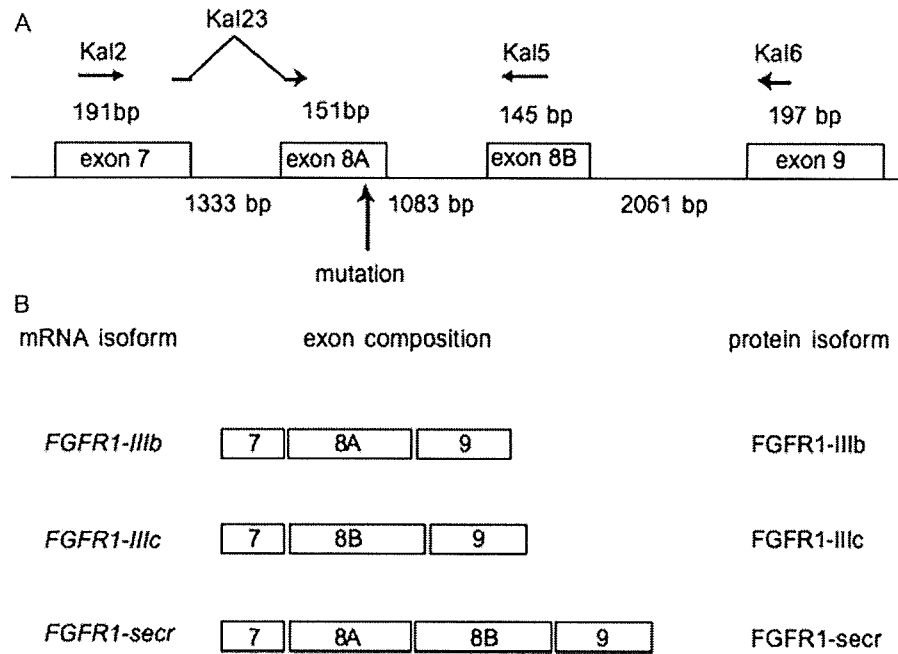 A
Kal23
Kal2 Kal5 Kal6
191bp 151bp 145 bp 197 bp
exon 7 exon 8A exon 8B exon 9
1333 bp 1083 bp 2061 bp
mutation
B
mRNA isoform exon composition protein isoform
FGFR1-IIIb 7 8A 9 FGFR1-IIIb
FGFR1-IIIc 7 8B 9 FGFR1-IIIc
FGFR1-secr 7 8A 8B 9 FGFR1-secr